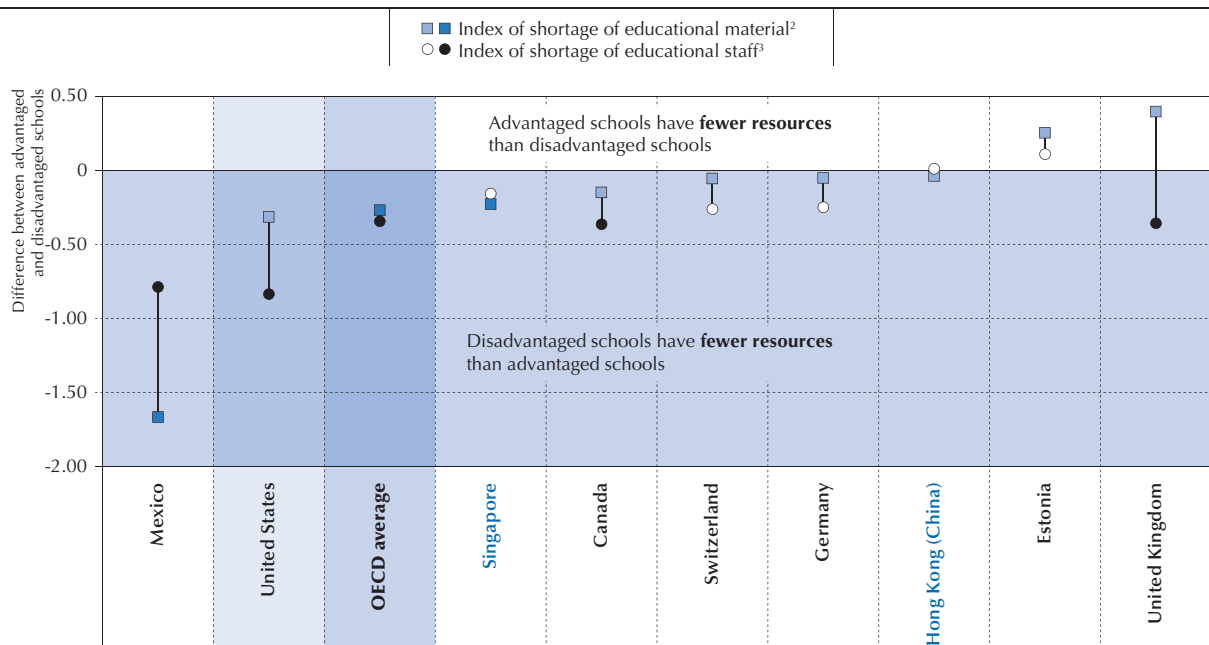 Index of shortage of educational material²
Index of shortage of educational staff³
Difference between advantaged
and disadvantaged schools
0.50
0
-0.50
-1.00
-1.50
-2.00
Advantaged schools have fewer resources
than disadvantaged schools
Disadvantaged schools have fewer resources
than advantaged schools
Mexico
United States
OECD average
Singapore
Canada
Switzerland
Germany
Hong Kong (China)
Estonia
United Kingdom